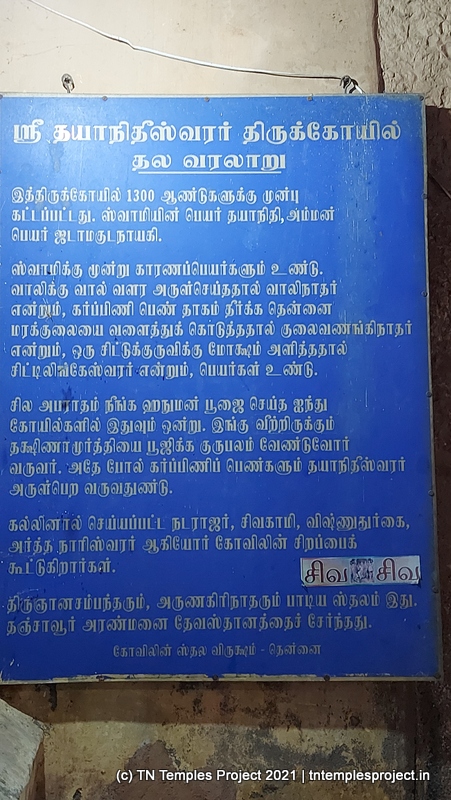 ஸ்ரீ தயாநிதீஸ்வரர் திருக்கோயில்
தல வரலாறு
இத்திருக்கோயில் 1300 ஆண்டுகளுக்கு முன்பு
கட்டப்பட்டது. ஸ்வாமியின் பெயர் தயாநிதி,அம்மன்
பெயர் ஜடாமகுடநாயகி.
ஸ்வாமிக்கு மூன்று காரணப்பெயர்களும் உண்டு.
வாலிக்கு வால் வளர அருள்செய்ததால் வாலிநாதர்
என்றும், கர்ப்பிணி பெண் தாகம் தீர்க்க தென்னை
மரக்குலையை வளைத்துக் கொடுத்ததால் குலைவணங்கிநாதர்
என்றும், ஒரு சிட்டுக்குருவிக்கு மோக்ஷம் அளித்ததால்
சிட்டிலிங்கேஸ்வரர் என்றும், பெயர்கள் உண்டு.
சில அபராதம் நீங்க ஹநுமன் பூஜை செய்த ஐந்து
கோயில்களில் இதுவும் ஒன்று. இங்கு வீற்றிருக்கும்
தக்ஷிணாமூர்த்தியை பூஜிக்க குருபலம் வேண்டுவோர்
வருவர். அதே போல் கர்ப்பிணிப் பெண்களும் தயாநிதீஸ்வரர்
அருள்பெற வருவதுண்டு.
கல்லினால் செய்யப்பட்ட நடராஜர், சிவகாமி, விஷ்ணுதுர்கை,
அர்த்த நாரிஸ்வரர் ஆகியோர் கோவிலின் சிறப்பைக்
கூட்டுகிறார்கள்.
சிவ சிவ
திருஞானசம்பந்தரும், அருணகிரிநாதரும் பாடிய ஸ்தலம் இது.
தஞ்சாவூர் அரண்மனை தேவஸ்தானத்தைச் சேர்ந்தது.
கோவிலின் ஸ்தல விருக்ஷம் - தென்னை
(c) TN Temples Project 2021 | tntemplesproject.in